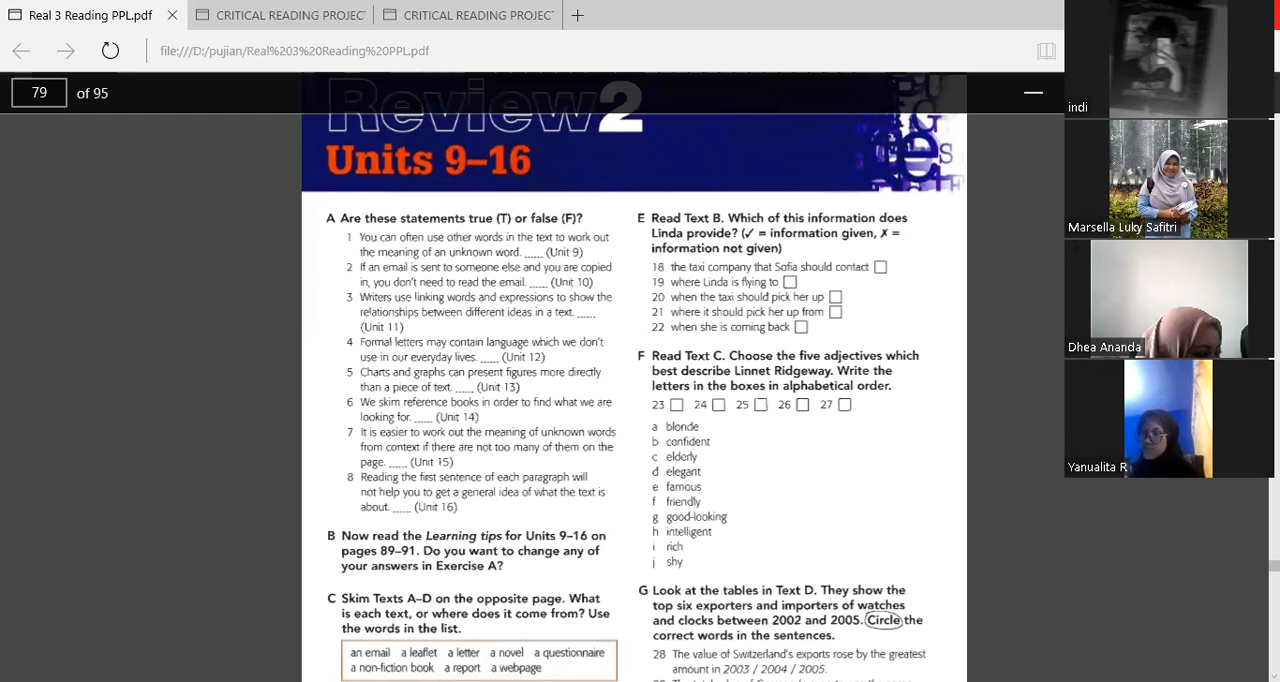 Real 3 Reading PPL.pdf
CRITICAL READING PROJEC
CRITICAL READING PROJEC
file:///D:/pujian/Real%203%20Reading%20PPL.pdf
79 of 95
Review2
Units 9–16
A Are these statements true (T) or false (F)?
1 You can often use other words in the text to work out
the meaning of an unknown word. ____ (Unit 9)
2 If an email is sent to someone else and you are copied
in, you don't need to read the email. ____ (Unit 10)
3 Writers use linking words and expressions to show the
relationships between different ideas in a text. ____
(Unit 11)
4 Formal letters may contain language which we don't
use in our everyday lives. ____ (Unit 12)
5 Charts and graphs can present figures more directly
than a piece of text. ____ (Unit 13)
6 We skim reference books in order to find what we are
looking for. ____ (Unit 14)
7 It is easier to work out the meaning of unknown words
from context if there are not too many of them on the
page. ____ (Unit 15)
8 Reading the first sentence of each paragraph will
not help you to get a general idea of what the text is
about. ____ (Unit 16)
B Now read the Learning tips for Units 9–16 on
pages 89–91. Do you want to change any of
your answers in Exercise A?
C Skim Texts A–D on the opposite page. What
is each text, or where does it come from? Use
the words in the list.
an email a leaflet a letter a novel a questionnaire
a non-fiction book a report a webpage
E Read Text B. Which of this information does
Linda provide? (✓ = information given, ✗ =
information not given)
18 the taxi company that Sofia should contact
19 where Linda is flying to
20 when the taxi should pick her up
21 where it should pick her up from
22 when she is coming back
F Read Text C. Choose the five adjectives which
best describe Linnet Ridgeway. Write the
letters in the boxes in alphabetical order.
23 24 25 26 27
a blonde
b confident
c elderly
d elegant
e famous
f friendly
g good-looking
h intelligent
i rich
j shy
G Look at the tables in Text D. They show the
top six exporters and importers of watches
and clocks between 2002 and 2005. Circle the
correct words in the sentences.
28 The value of Switzerland's exports rose by the greatest
amount in 2003 / 2004 / 2005.
indi
Marsella Luky Safitri
Dhea Ananda
Yanualita R